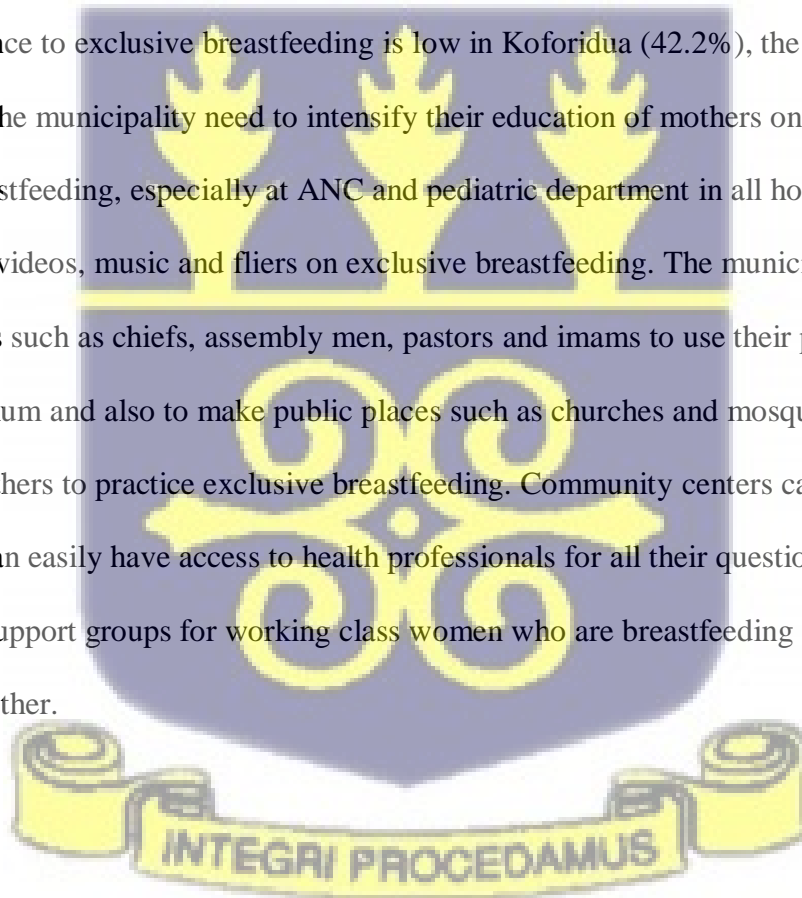 nce to exclusive breastfeeding is low in Koforidua (42.2%), the
he municipality need to intensify their education of mothers on
stfeeding, especially at ANC and pediatric department in all ho
videos, music and fliers on exclusive breastfeeding. The munici
s such as chiefs, assembly men, pastors and imams to use their p
um and also to make public places such as churches and mosqu
thers to practice exclusive breastfeeding. Community centers ca
an easily have access to health professionals for all their questio
upport groups for working class women who are breastfeeding
ther.
INTEGRI PROCEDAMUS